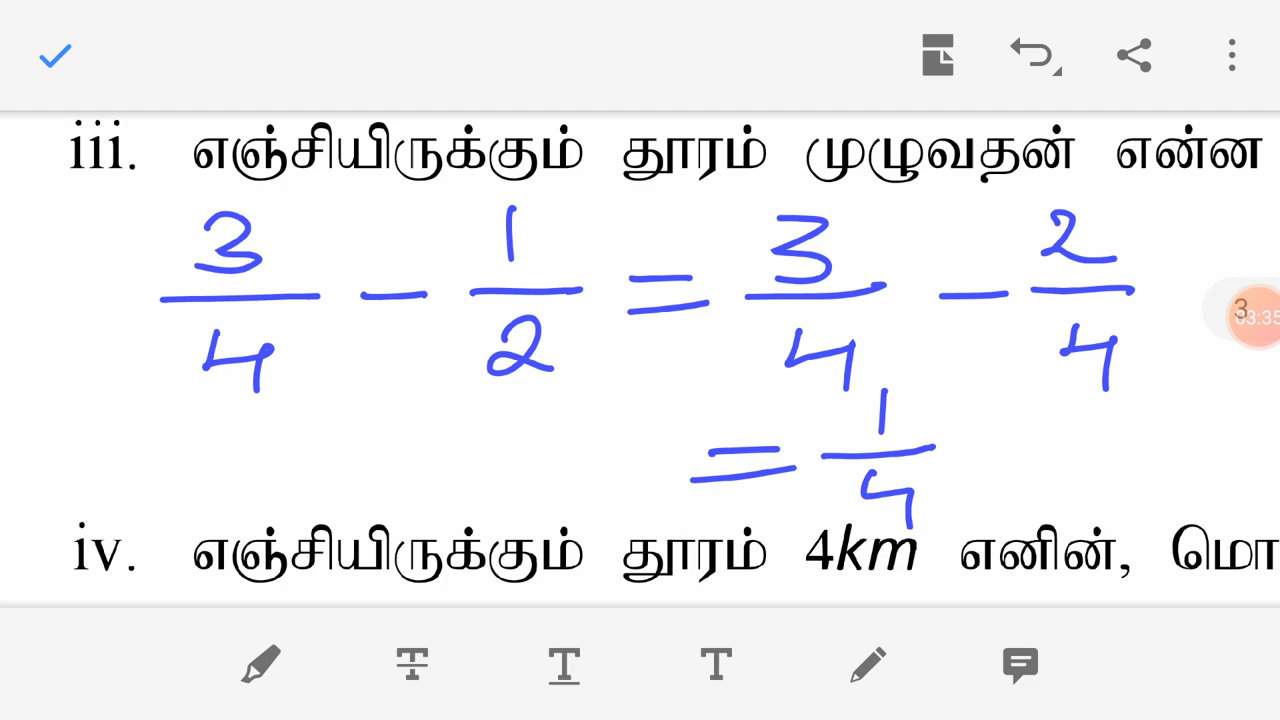 iii. எஞ்சியிருக்கும் தூரம் முழுவதன் என்ன
3/4 − 1/2 = 3/4 − 2/4
= 1/4
3
03:35
iv. எஞ்சியிருக்கும் தூரம் 4km எனின், மொ